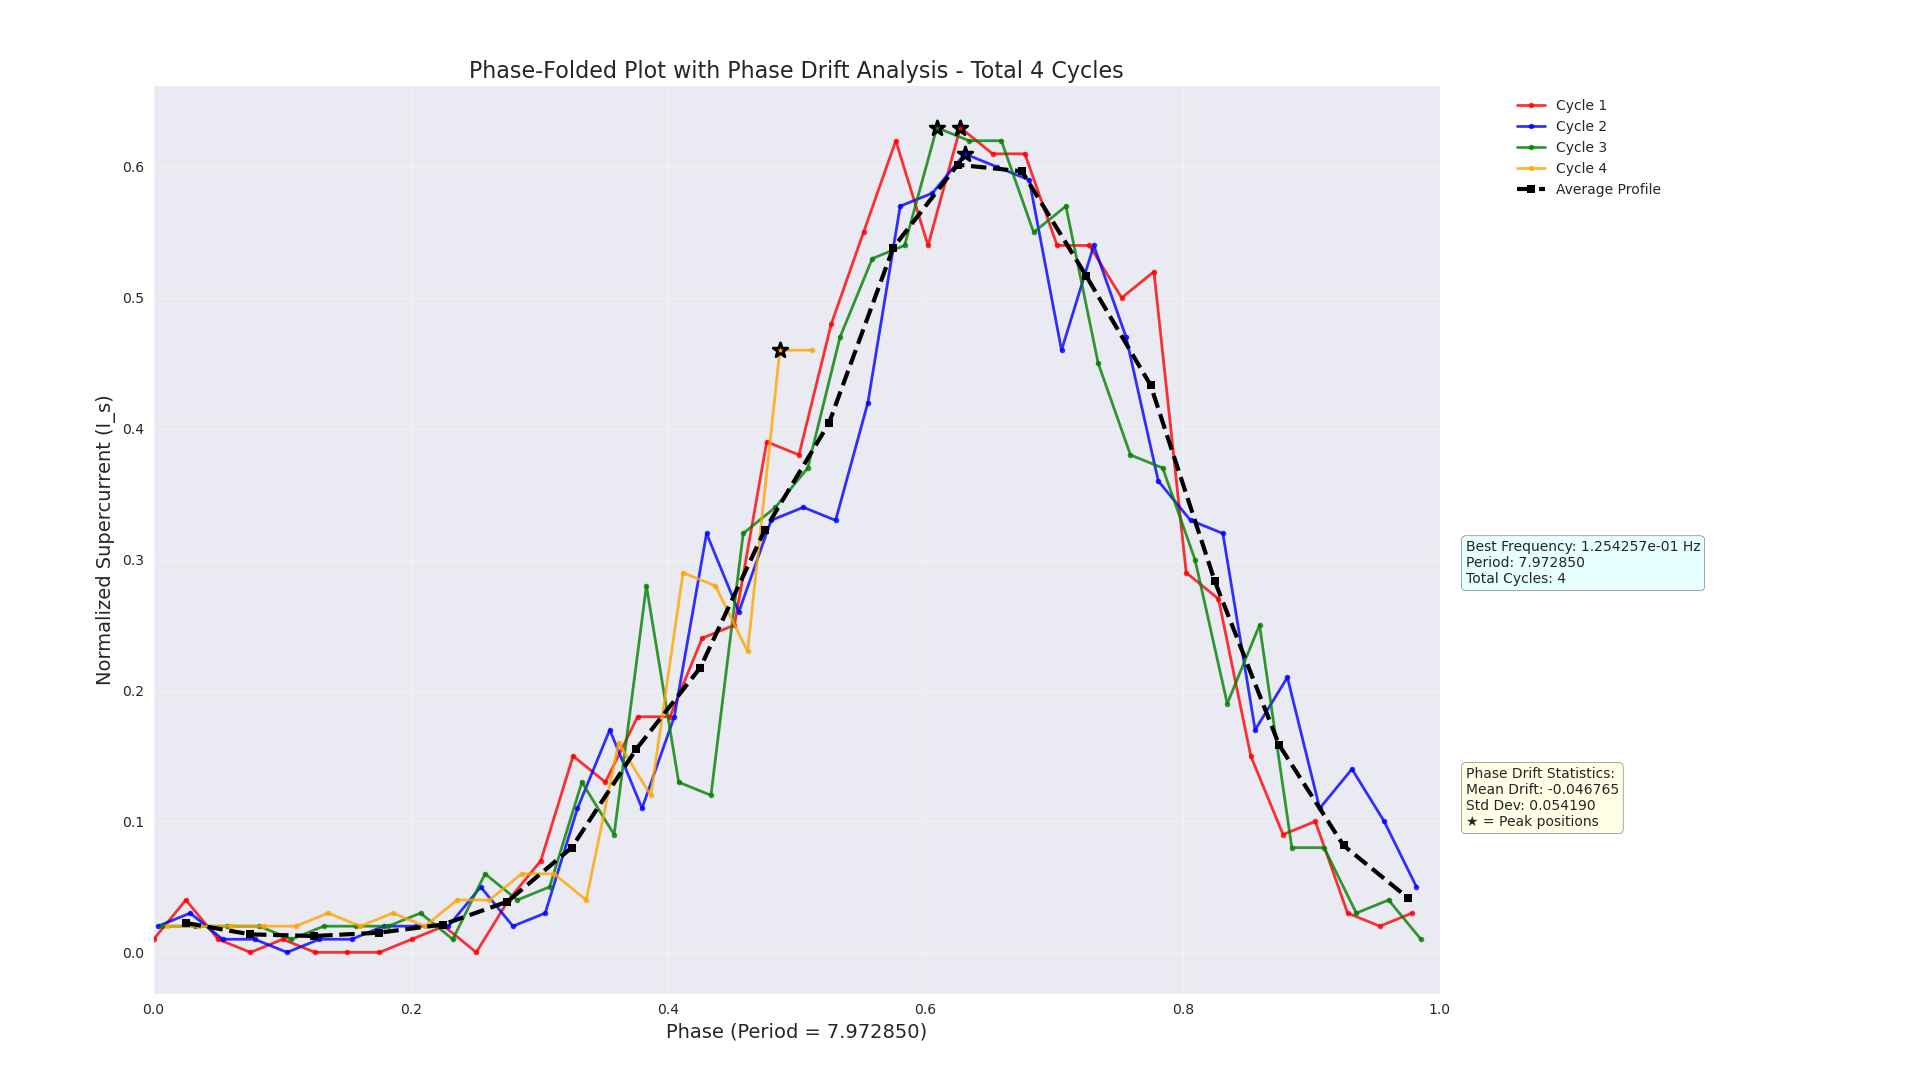 Phase-Folded Plot with Phase Drift Analysis - Total 4 Cycles
Cycle 1
Cycle 2
Cycle 3
Cycle 4
Average Profile
Normalized Supercurrent (I_s)
0.6
0.5
0.4
0.3
0.2
0.1
0.0
0.0
0.2
0.4
0.6
0.8
1.0
Phase (Period = 7.972850)
Best Frequency: 1.254257e-01 Hz
Period: 7.972850
Total Cycles: 4
Phase Drift Statistics:
Mean Drift: -0.046765
Std Dev: 0.054190
★ = Peak positions